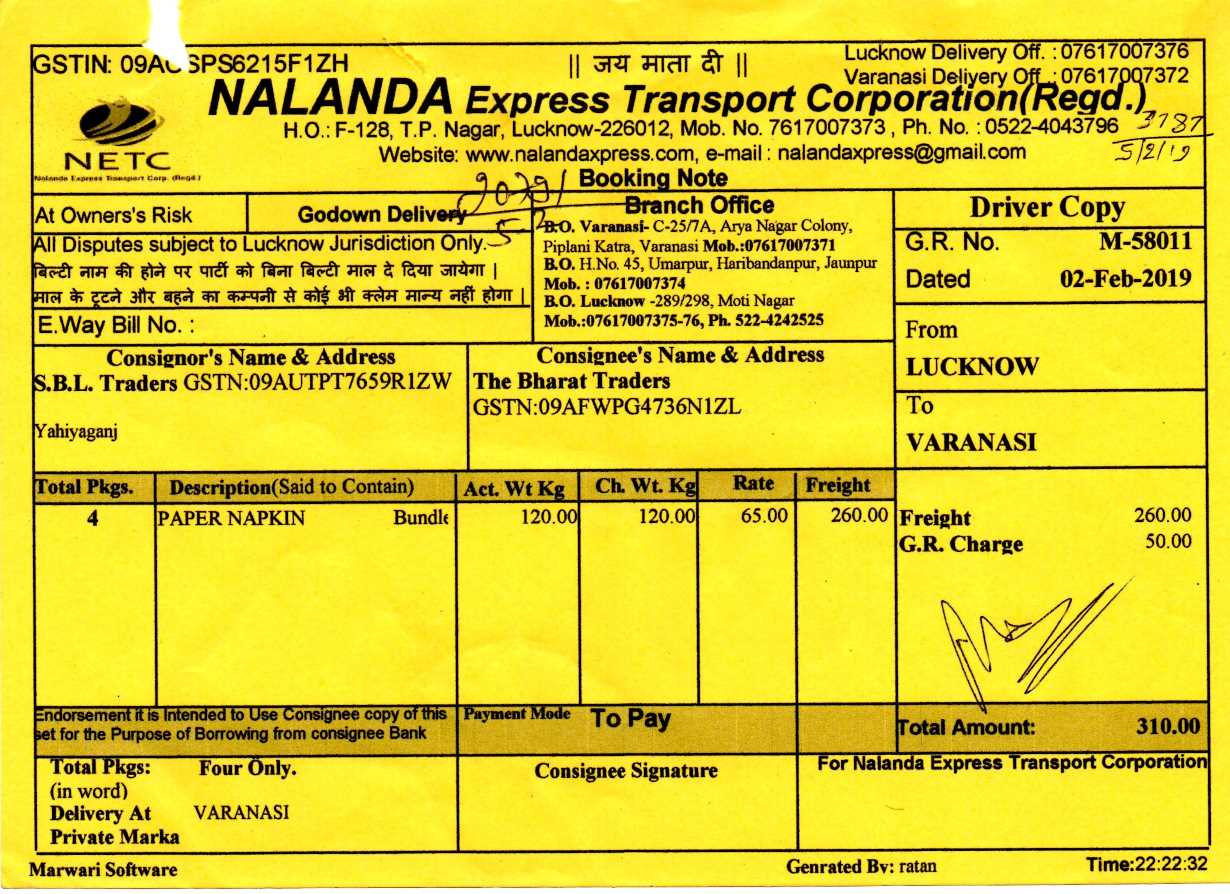 GSTIN: 09AUSPS6215F1ZH
|| जय माता दी ||
Lucknow Delivery Off. : 07617007376
Varanasi Deliyery Off. : 07617007372
NALANDA Express Transport Corporation(Regd.)
H.O.: F-128, T.P. Nagar, Lucknow-226012, Mob. No. 7617007373 , Ph. No. : 0522-4043796
3787
Website: www.nalandaxpress.com, e-mail : nalandaxpress@gmail.com
5/2/19
NETC
Nalanda Express Transport Corp. (Regd.)
Booking Note
20791
5-2
At Owners's Risk
Godown Delivery
All Disputes subject to Lucknow Jurisdiction Only.
बिल्टी नाम की होने पर पार्टी को बिना बिल्टी माल दे दिया जायेगा |
माल के टूटने और बहने का कम्पनी से कोई भी क्लेम मान्य नहीं होगा |
E.Way Bill No. :
Branch Office
B.O. Varanasi- C-25/7A, Arya Nagar Colony,
Piplani Katra, Varanasi Mob.:07617007371
B.O. H.No. 45, Umarpur, Haribandanpur, Jaunpur
Mob. : 07617007374
B.O. Lucknow -289/298, Moti Nagar
Mob.:07617007375-76, Ph. 522-4242525
Driver Copy
G.R. No. M-58011
Dated 02-Feb-2019
From
LUCKNOW
To
VARANASI
Consignor's Name & Address
S.B.L. Traders GSTN:09AUTPT7659R1ZW
Yahiyaganj
Consignee's Name & Address
The Bharat Traders
GSTN:09AFWPG4736N1ZL
Total Pkgs. Description(Said to Contain) Act. Wt Kg Ch. Wt. Kg Rate Freight
4 PAPER NAPKIN Bundle 120.00 120.00 65.00 260.00
Freight 260.00
G.R. Charge 50.00
Endorsement it is Intended to Use Consignee copy of this
set for the Purpose of Borrowing from consignee Bank
Payment Mode To Pay
Total Amount: 310.00
Total Pkgs: Four Only.
(in word)
Delivery At VARANASI
Private Marka
Consignee Signature
For Nalanda Express Transport Corporation
Marwari Software
Genrated By: ratan
Time:22:22:32